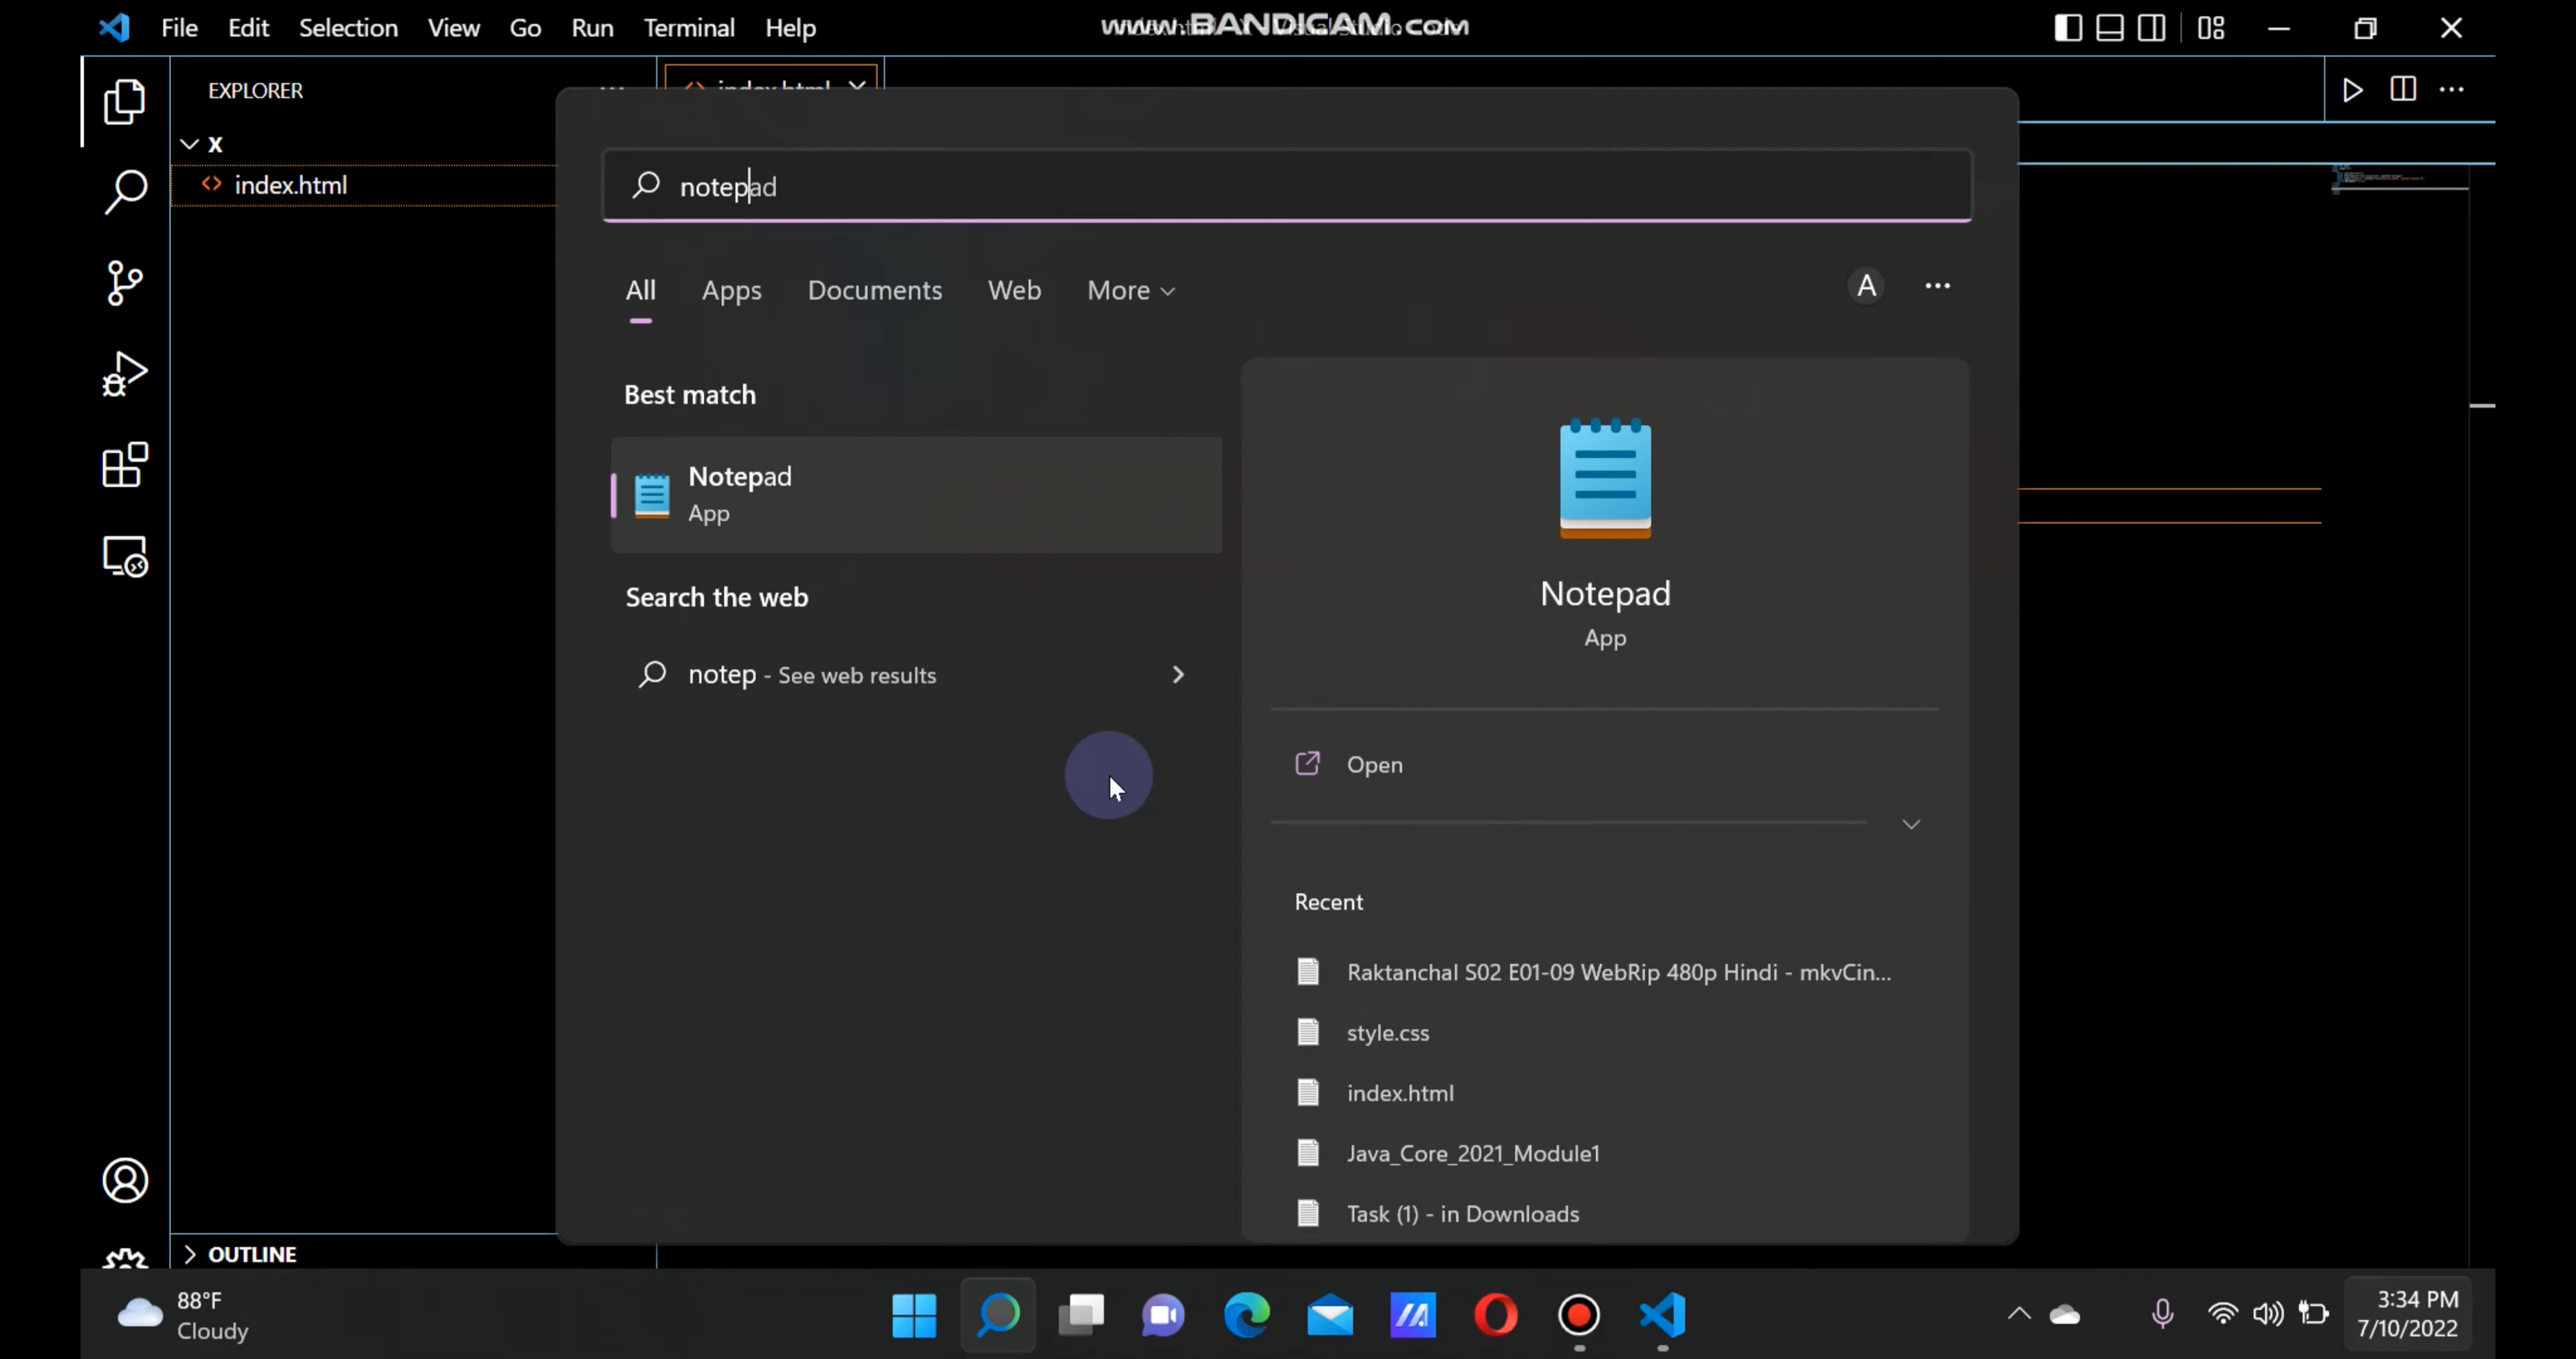 File Edit Selection View Go Run Terminal Help
www.BANDICAM.com
EXPLORER
index.html
X
index.html
notepad
All Apps Documents Web More
A
Best match
Notepad
App
Search the web
notep - See web results
Notepad
App
Open
Recent
Raktanchal S02 E01-09 WebRip 480p Hindi - mkvCin...
style.css
index.html
Java_Core_2021_Module1
Task (1) - in Downloads
OUTLINE
88°F
Cloudy
3:34 PM
7/10/2022